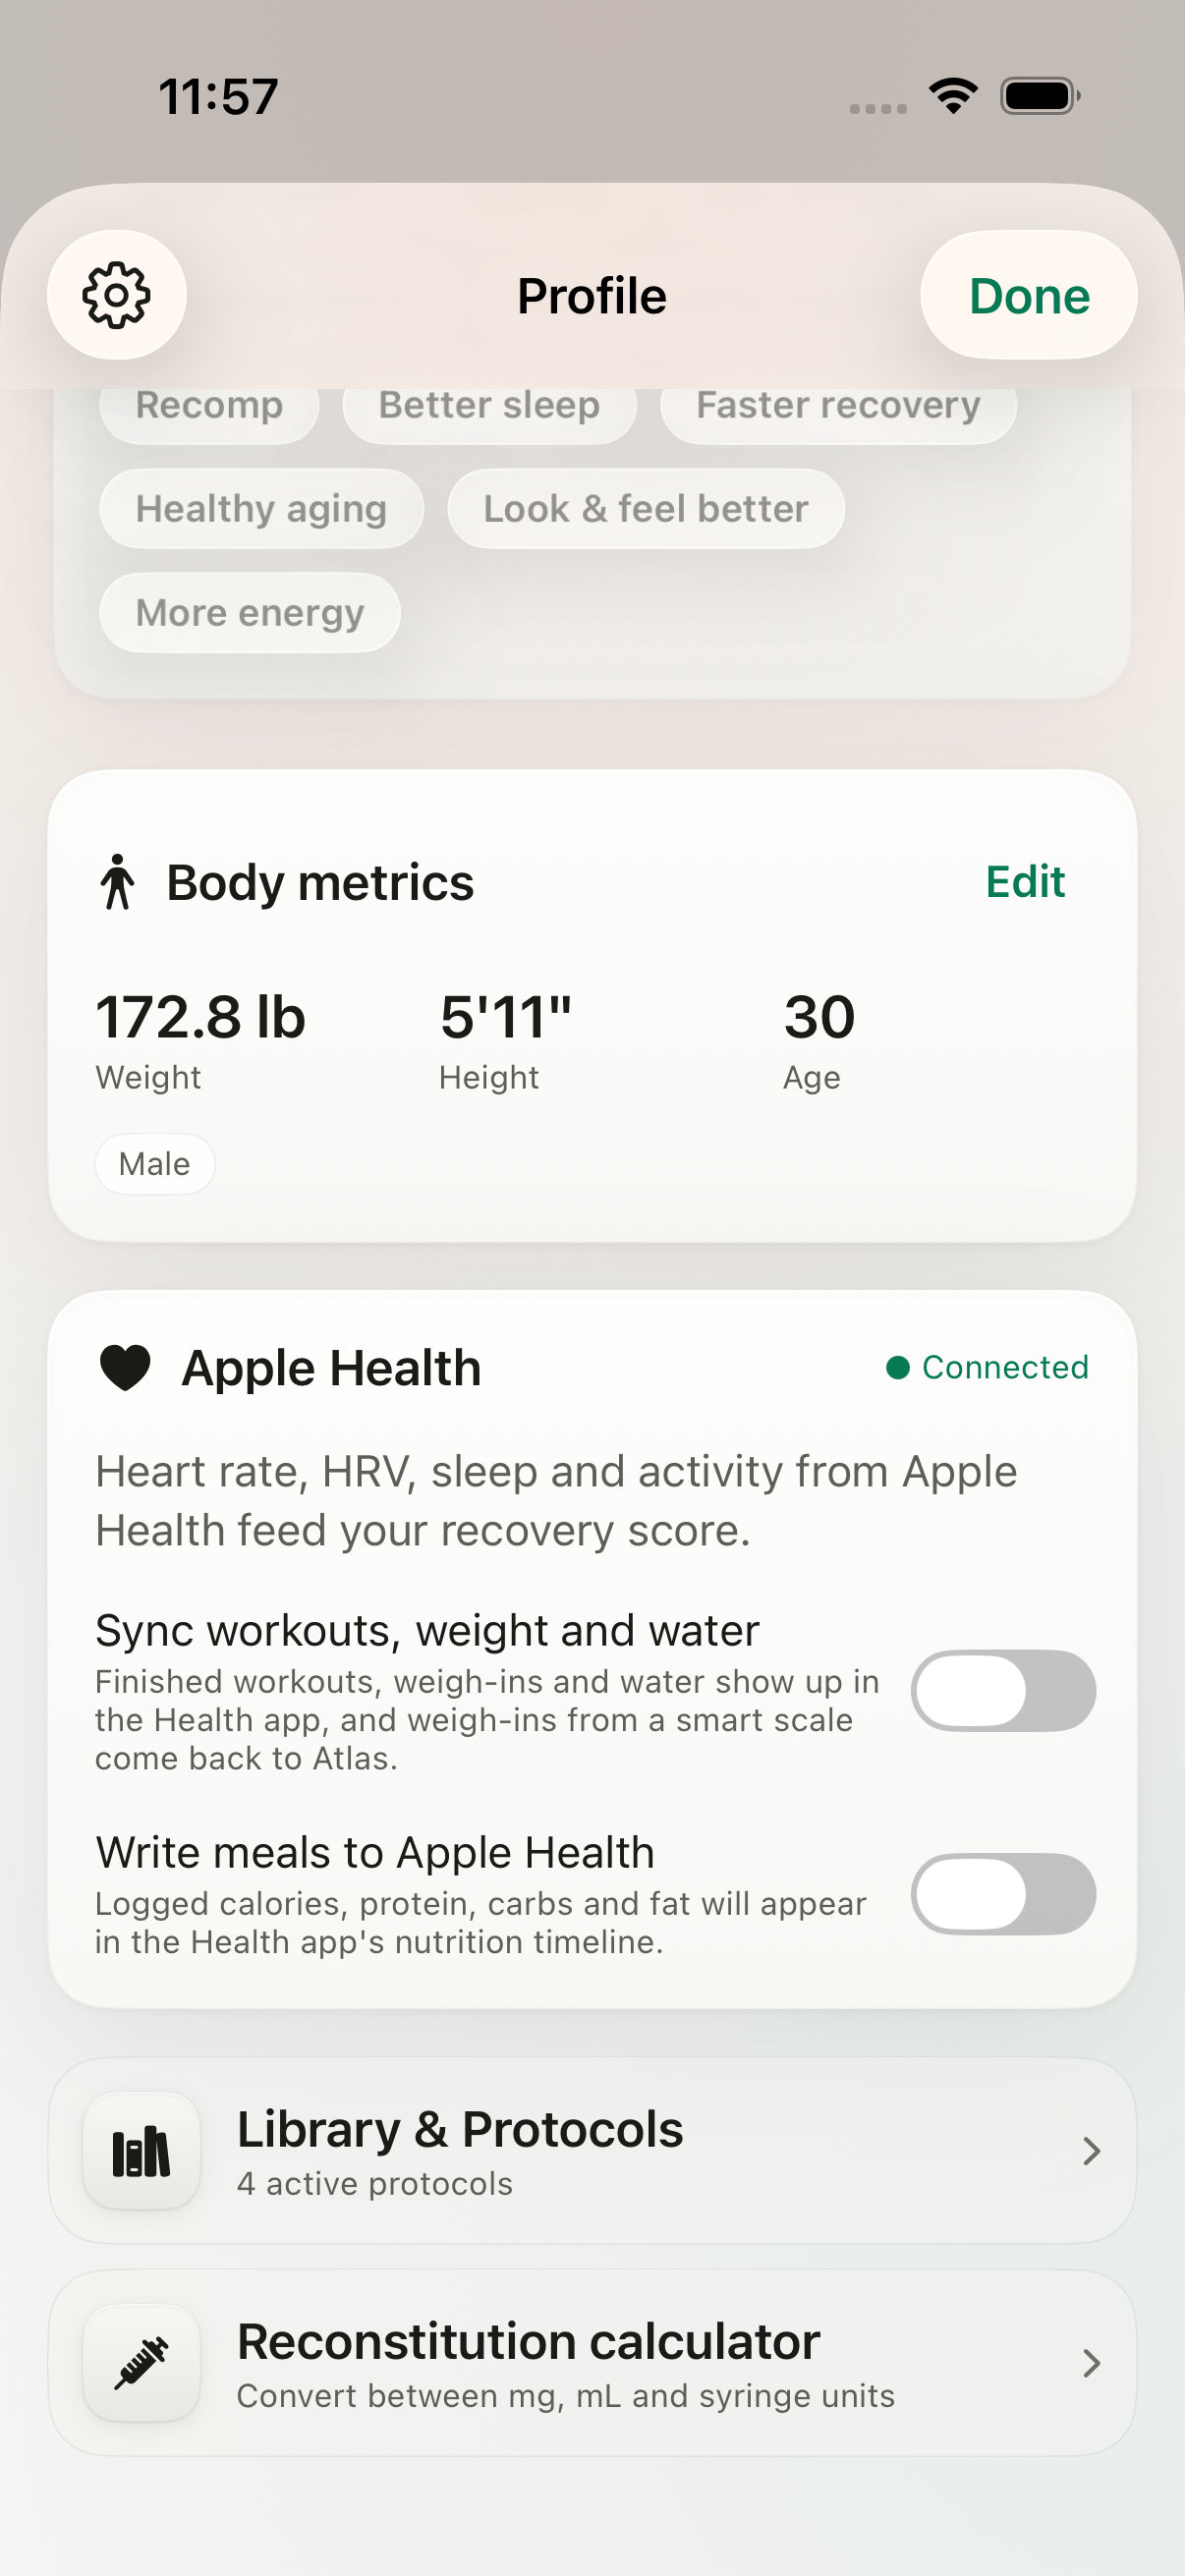 11:57
Profile
Done
Recomp
Better sleep
Faster recovery
Healthy aging
Look & feel better
More energy
Body metrics
Edit
172.8 lb
5'11"
30
Weight
Height
Age
Male
Apple Health
Connected
Heart rate, HRV, sleep and activity from Apple
Health feed your recovery score.
Sync workouts, weight and water
Finished workouts, weigh-ins and water show up in
the Health app, and weigh-ins from a smart scale
come back to Atlas.
Write meals to Apple Health
Logged calories, protein, carbs and fat will appear
in the Health app's nutrition timeline.
Library & Protocols
4 active protocols
Reconstitution calculator
Convert between mg, mL and syringe units